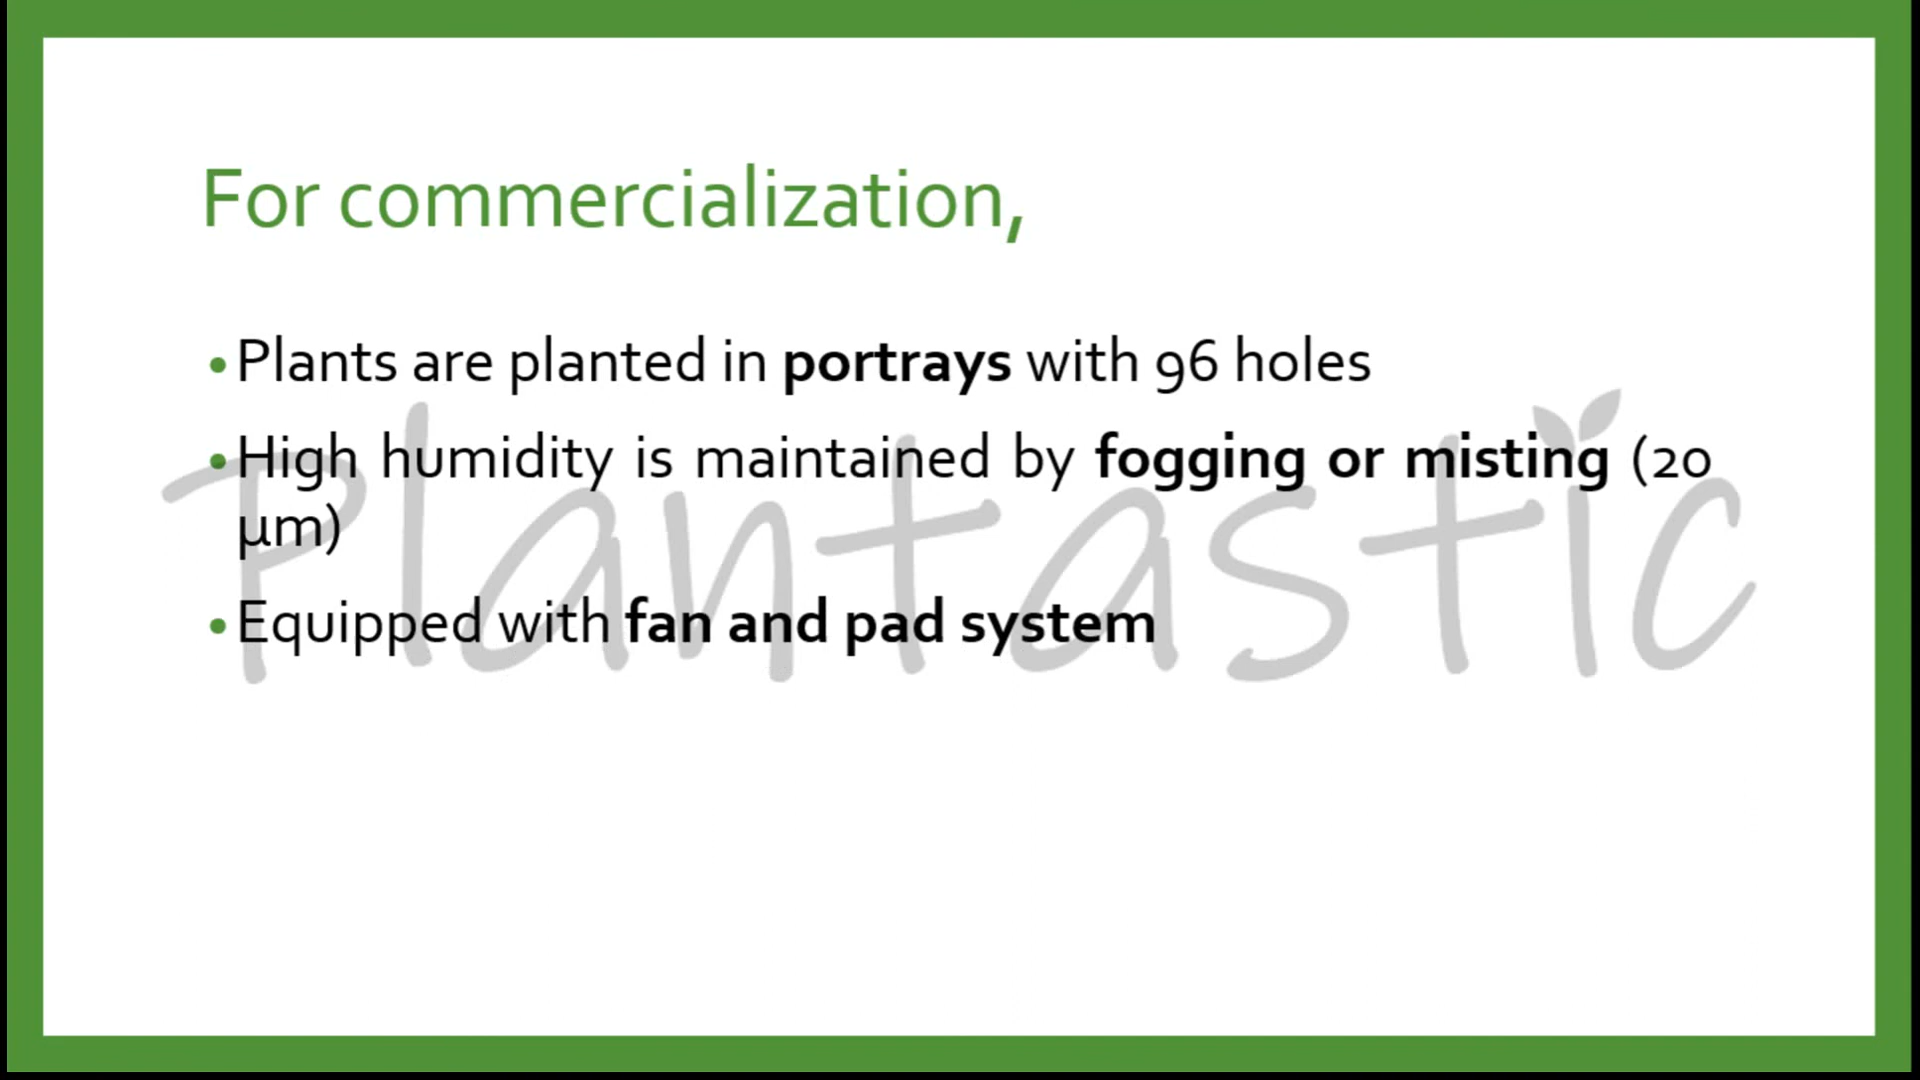 For commercialization,
•Plants are planted in portrays with 96 holes
•High humidity is maintained by fogging or misting (20
µm)
•Equipped with fan and pad system
Plantastic